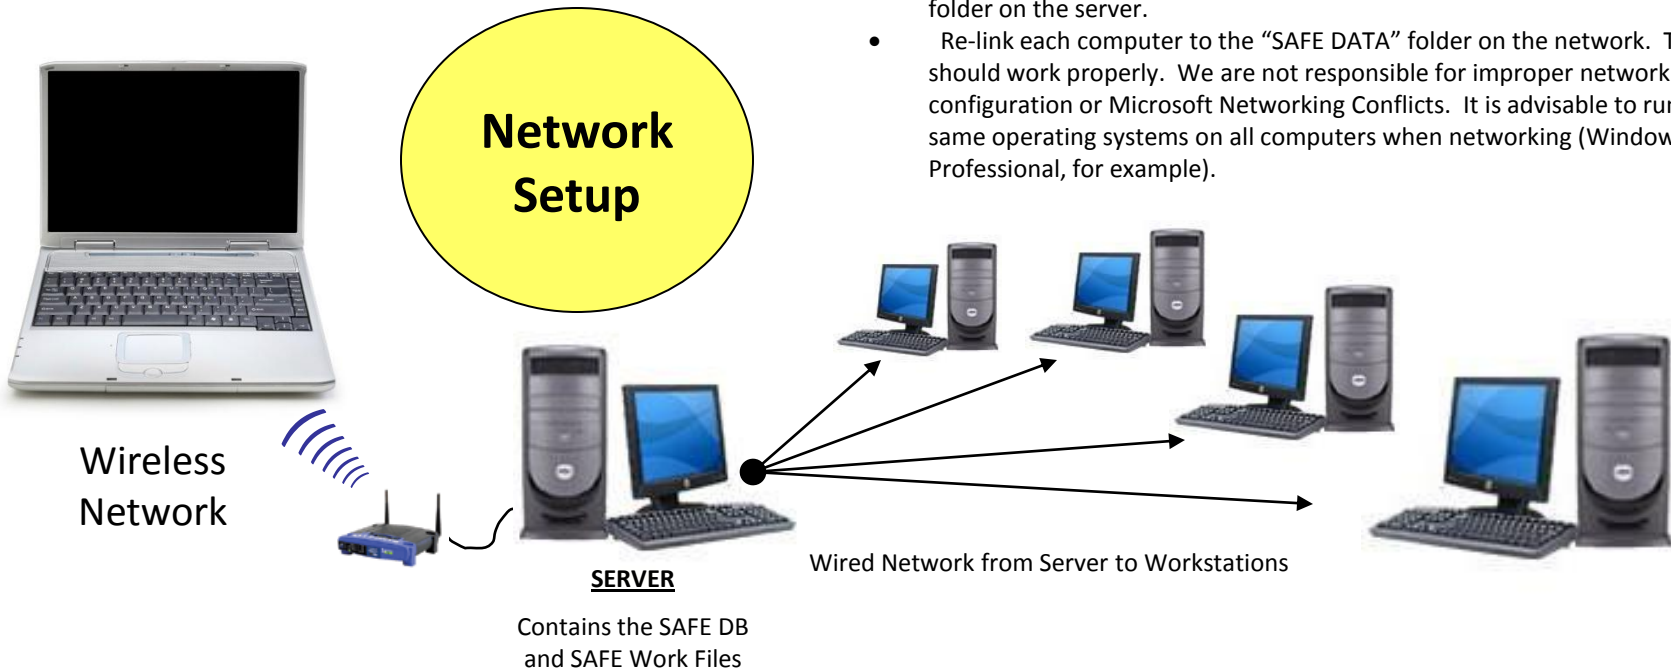 folder on the server.
• Re-link each computer to the “SAFE DATA” folder on the network.
should work properly. We are not responsible for improper network
configuration or Microsoft Networking Conflicts. It is advisable to run
same operating systems on all computers when networking
Professional, for example).
Network
Setup
Wireless
Network
Wired Network from Server to Workstations
SERVER
Contains the SAFE DB
and SAFE Work Files